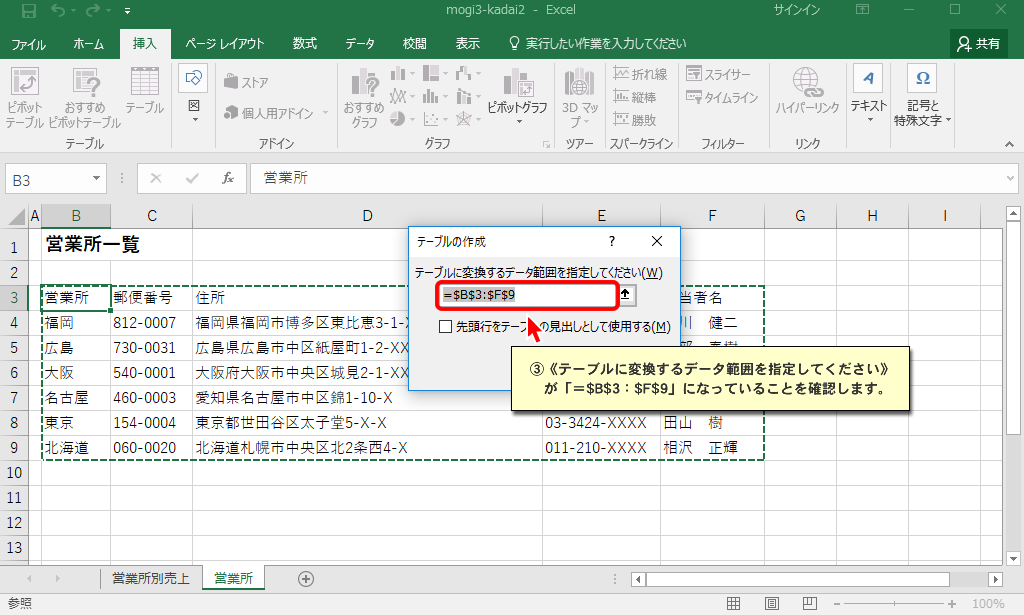 mogi3-kadai2 - Excel
サインイン
ファイル ホーム 挿入 ページ レイアウト 数式 データ 校閲 表示 実行したい作業を入力してください 共有
ピボット
テーブル
おすすめ
ピボットテーブル
テーブル
図
ストア
個人用アドイン
おすすめ
グラフ
ピボットグラフ
3D マッ
プ
折れ線
縦棒
勝敗
スライサー
タイムライン
ハイパーリンク
テキスト
記号と
特殊文字
テーブル アドイン グラフ ツアー スパークライン フィルター リンク
B3 fx 営業所
A B C D E F G H I
1 営業所一覧
2
3 営業所 郵便番号 住所 当者名
4 福岡 812-0007 福岡県福岡市博多区東比恵3-1- 川 健二
5 広島 730-0031 広島県広島市中区紙屋町1-2-XX
6 大阪 540-0001 大阪府大阪市中央区城見2-1-XX
7 名古屋 460-0003 愛知県名古屋市中区錦1-10-X
8 東京 154-0004 東京都世田谷区太子堂5-X-X 03-3424-XXXX 田山 樹
9 北海道 060-0020 北海道札幌市中央区北2条西4-X 011-210-XXXX 相沢 正輝
10
11
12
13
テーブルの作成 ?
テーブルに変換するデータ範囲を指定してください(W)
=$B$3:$F$9
先頭行をテーブルの見出しとして使用する(M)
③《テーブルに変換するデータ範囲を指定してください》
が「=$B$3:$F$9」になっていることを確認します。
営業所別売上 営業所
参照 100%